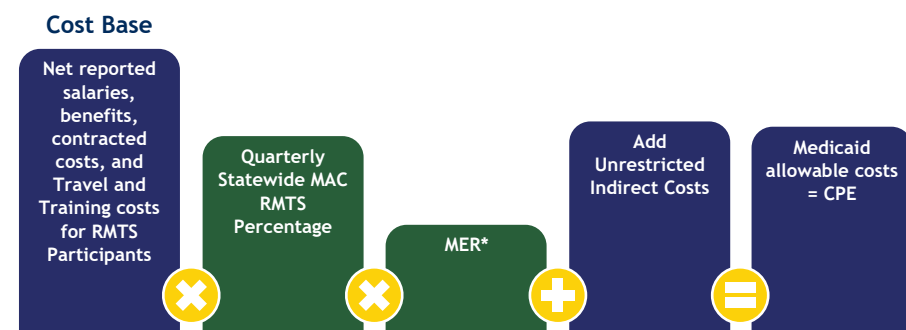 Cost Base
Net reported
salaries,
benefits,
contracted
costs, and
Travel and
Training costs
for RMTS
Participants
Quarterly
Statewide MAC
RMTS
Percentage
MER*
Add
Unrestricted
Indirect Costs
Medicaid
allowable costs
= CPE